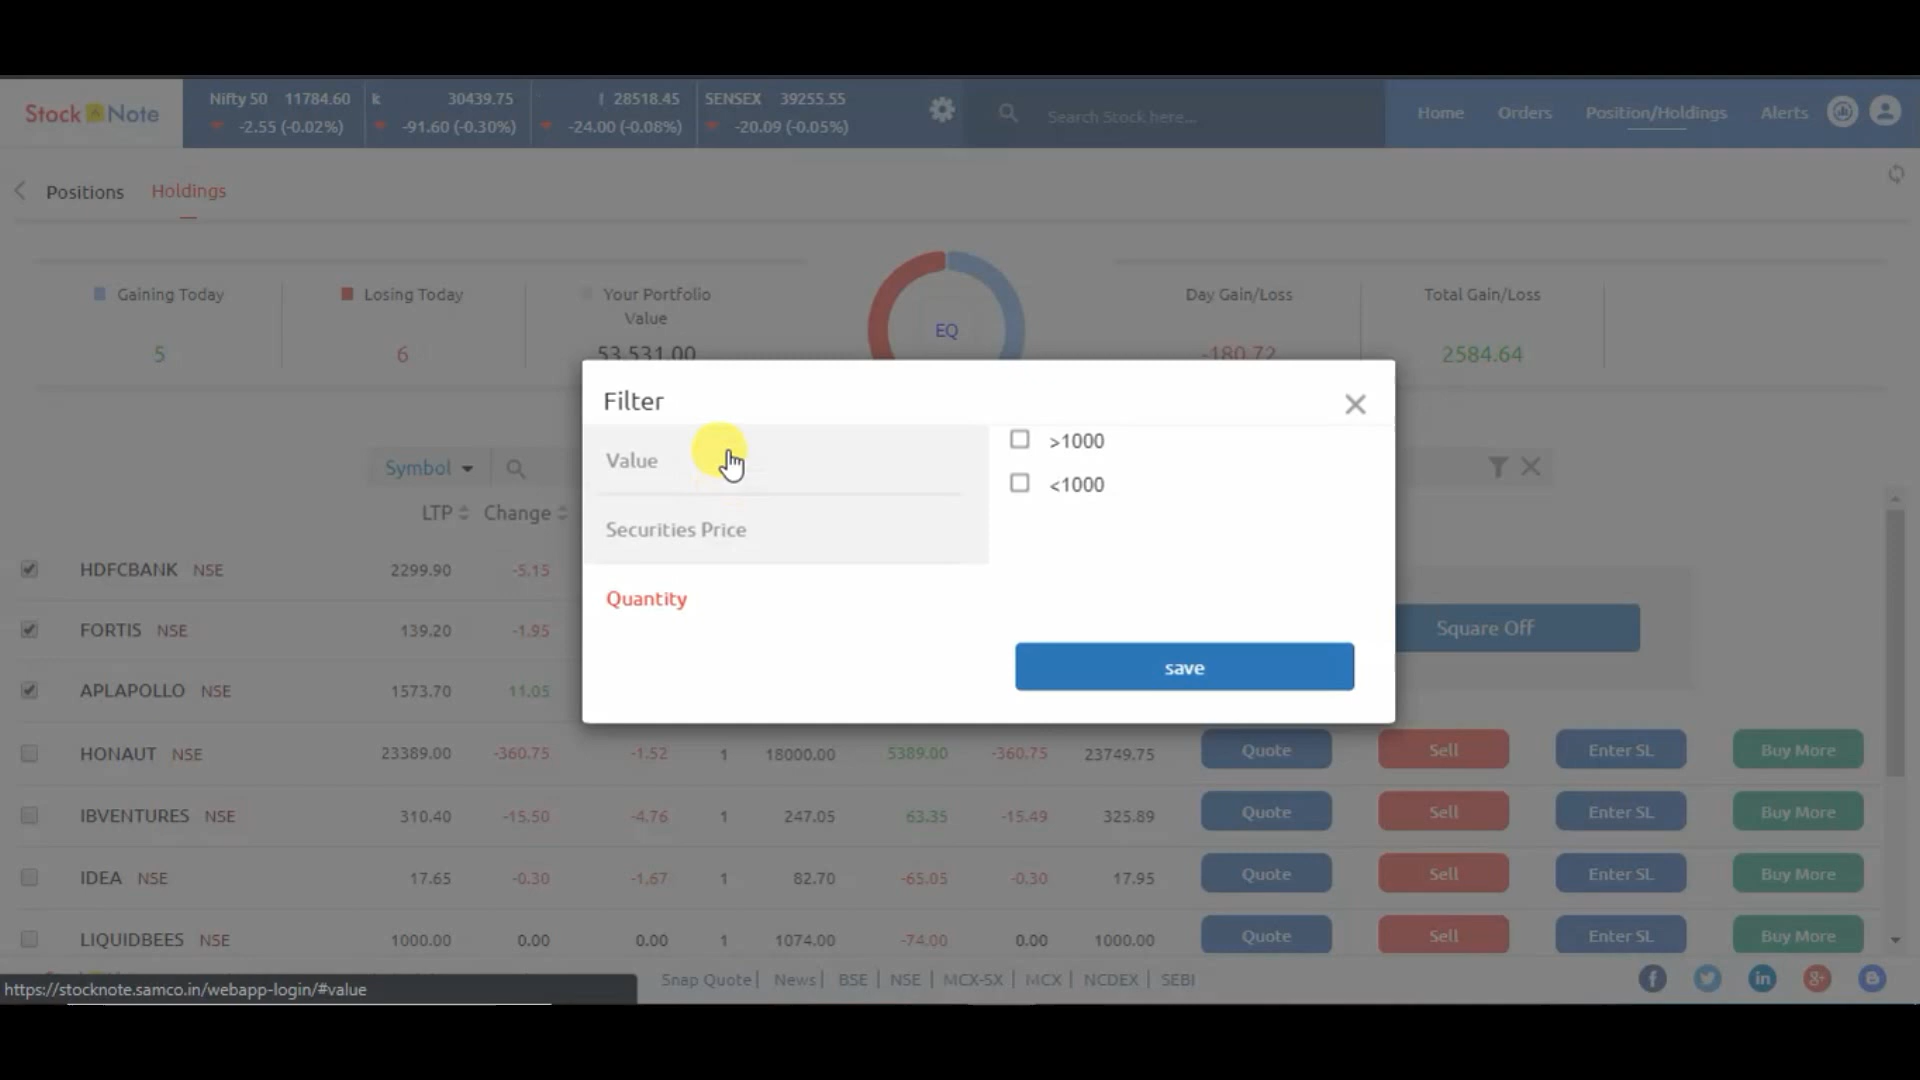 Stock Note
Nifty 50 11784.60
-2.55 (-0.02%)
k 30439.75
-91.60 (-0.30%)
28518.45
-24.00 (-0.08%)
SENSEX 39255.55
-20.09 (-0.05%)
Search Stock here...
Home Orders Position/Holdings Alerts
Positions Holdings
Gaining Today
5
Losing Today
6
Your Portfolio
Value
53,531.00
EQ
Day Gain/Loss
-180.72
Total Gain/Loss
2584.64
Symbol
LTP Change
Filter
Value
Securities Price
Quantity
>1000
<1000
save
HDFCBANK NSE 2299.90 -5.15
FORTIS NSE 139.20 -1.95
Square Off
APLAPOLLO NSE 1573.70 11.05
HONAUT NSE 23389.00 -360.75 -1.52 1 18000.00 5389.00 -360.75 23749.75 Quote Sell Enter SL Buy More
IBVENTURES NSE 310.40 -15.50 -4.76 1 247.05 63.35 -15.49 325.89 Quote Sell Enter SL Buy More
IDEA NSE 17.65 -0.30 -1.67 1 82.70 -65.05 -0.30 17.95 Quote Sell Enter SL Buy More
LIQUIDBEES NSE 1000.00 0.00 0.00 1 1074.00 -74.00 0.00 1000.00 Quote Sell Enter SL Buy More
Snap Quote| News| BSE | NSE | MCX-SX | MCX | NCDEX | SEBI
https://stocknote.samco.in/webapp-login/#value